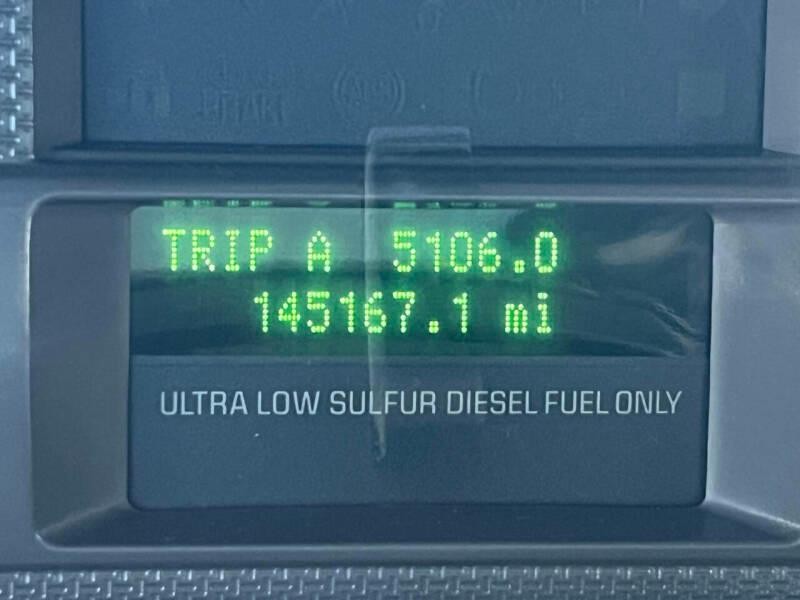 TRIP A 5106.0
145167.1 mi
ULTRA LOW SULFUR DIESEL FUEL ONLY